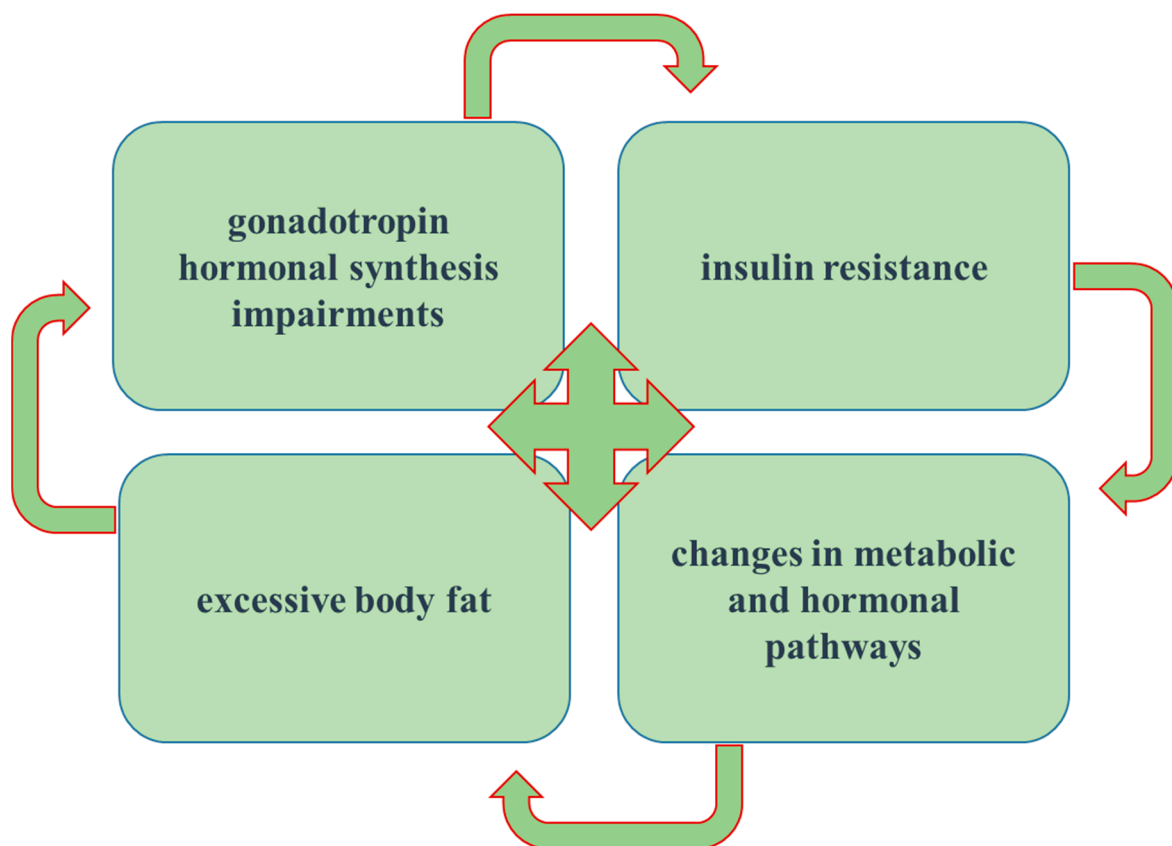 gonadotropin
hormonal synthesis
impairments
insulin resistance
excessive body fat
changes in metabolic
and hormonal
pathways